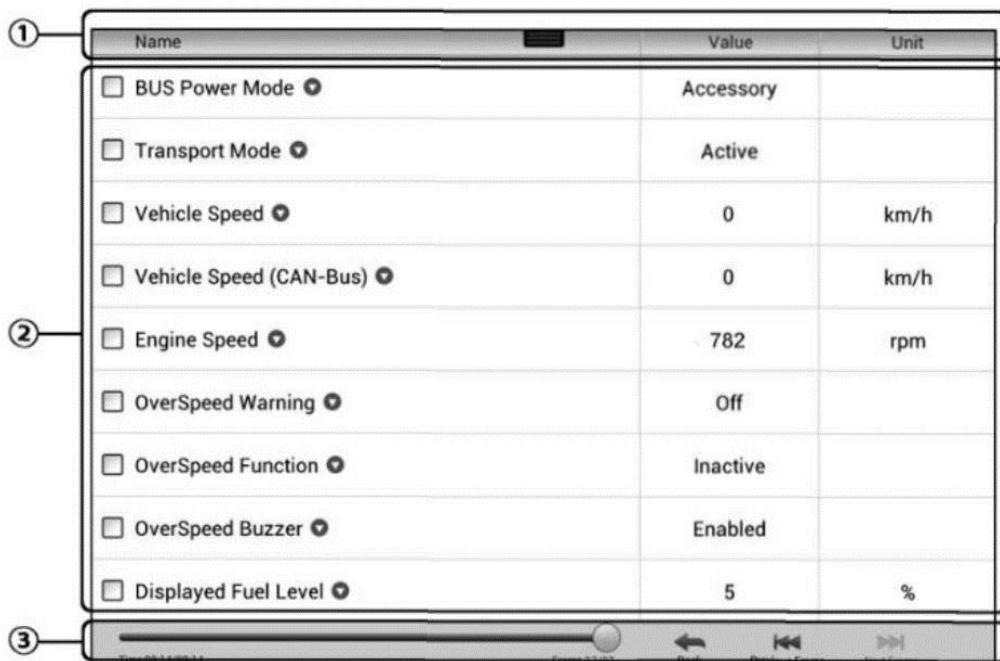 ①
Name Value Unit
②
BUS Power Mode Accessory
Transport Mode Active
Vehicle Speed 0 km/h
Vehicle Speed (CAN-Bus) 0 km/h
Engine Speed 782 rpm
OverSpeed Warning Off
OverSpeed Function Inactive
OverSpeed Buzzer Enabled
Displayed Fuel Level 5 %
③